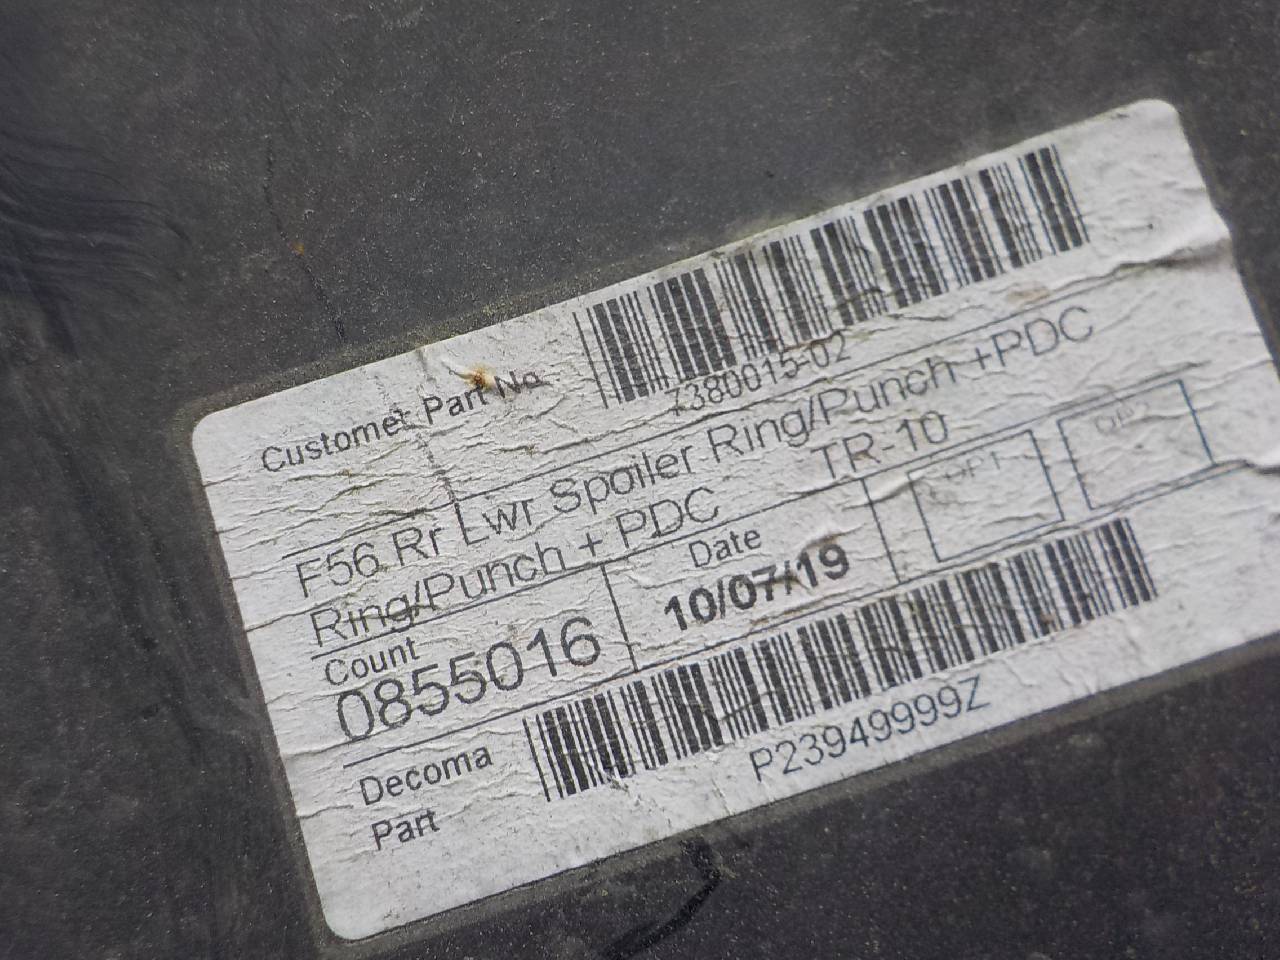 Customer Part No
7380015-02
F56 Rr Lwr Spoiler Ring/Punch +PDC
Ring/Punch + PDC
TR-10
Count
0855016
Date
10/07/19
Decoma
Part
P23949999Z